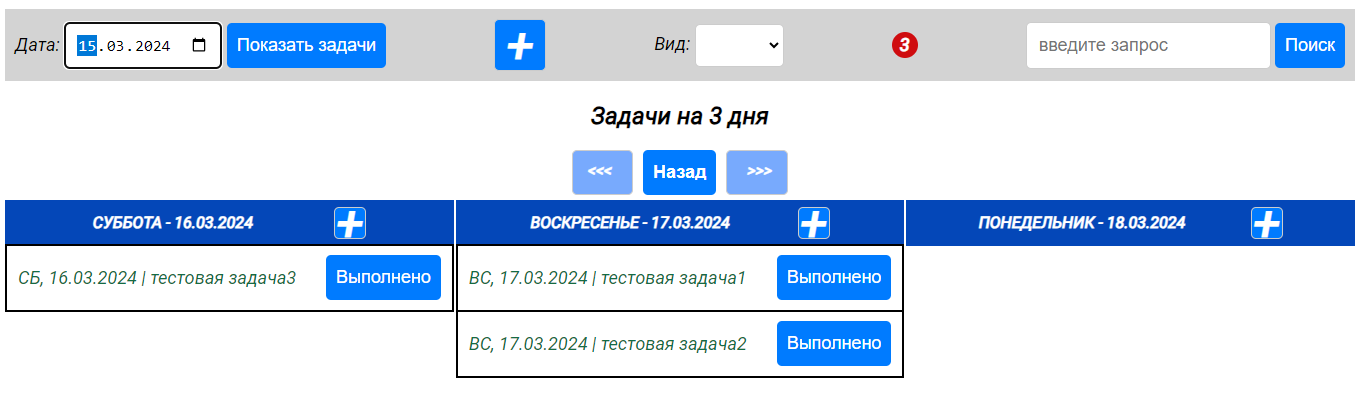 Дата: 15.03.2024 Показать задачи + Вид: 3 введите запрос Поиск
Задачи на 3 дня
<<< Назад >>>
СУББОТА - 16.03.2024 + ВОСКРЕСЕНЬЕ - 17.03.2024 + ПОНЕДЕЛЬНИК - 18.03.2024 +
СБ, 16.03.2024 | тестовая задача3 Выполнено ВС, 17.03.2024 | тестовая задача1 Выполнено
ВС, 17.03.2024 | тестовая задача2 Выполнено